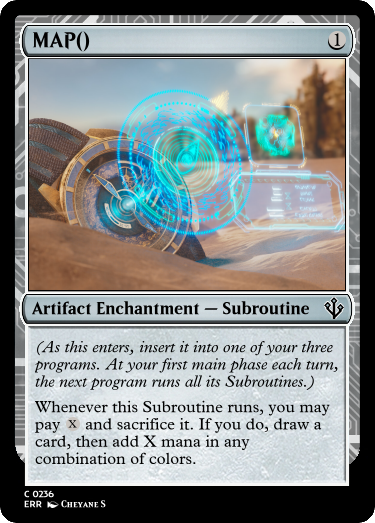 MAP() 1
Artifact Enchantment — Subroutine
(As this enters, insert it into one of your three
programs. At your first main phase each turn,
the next program runs all its Subroutines.)
Whenever this Subroutine runs, you may
pay X and sacrifice it. If you do, draw a
card, then add X mana in any
combination of colors.
C 0236
ERR Cheyane S